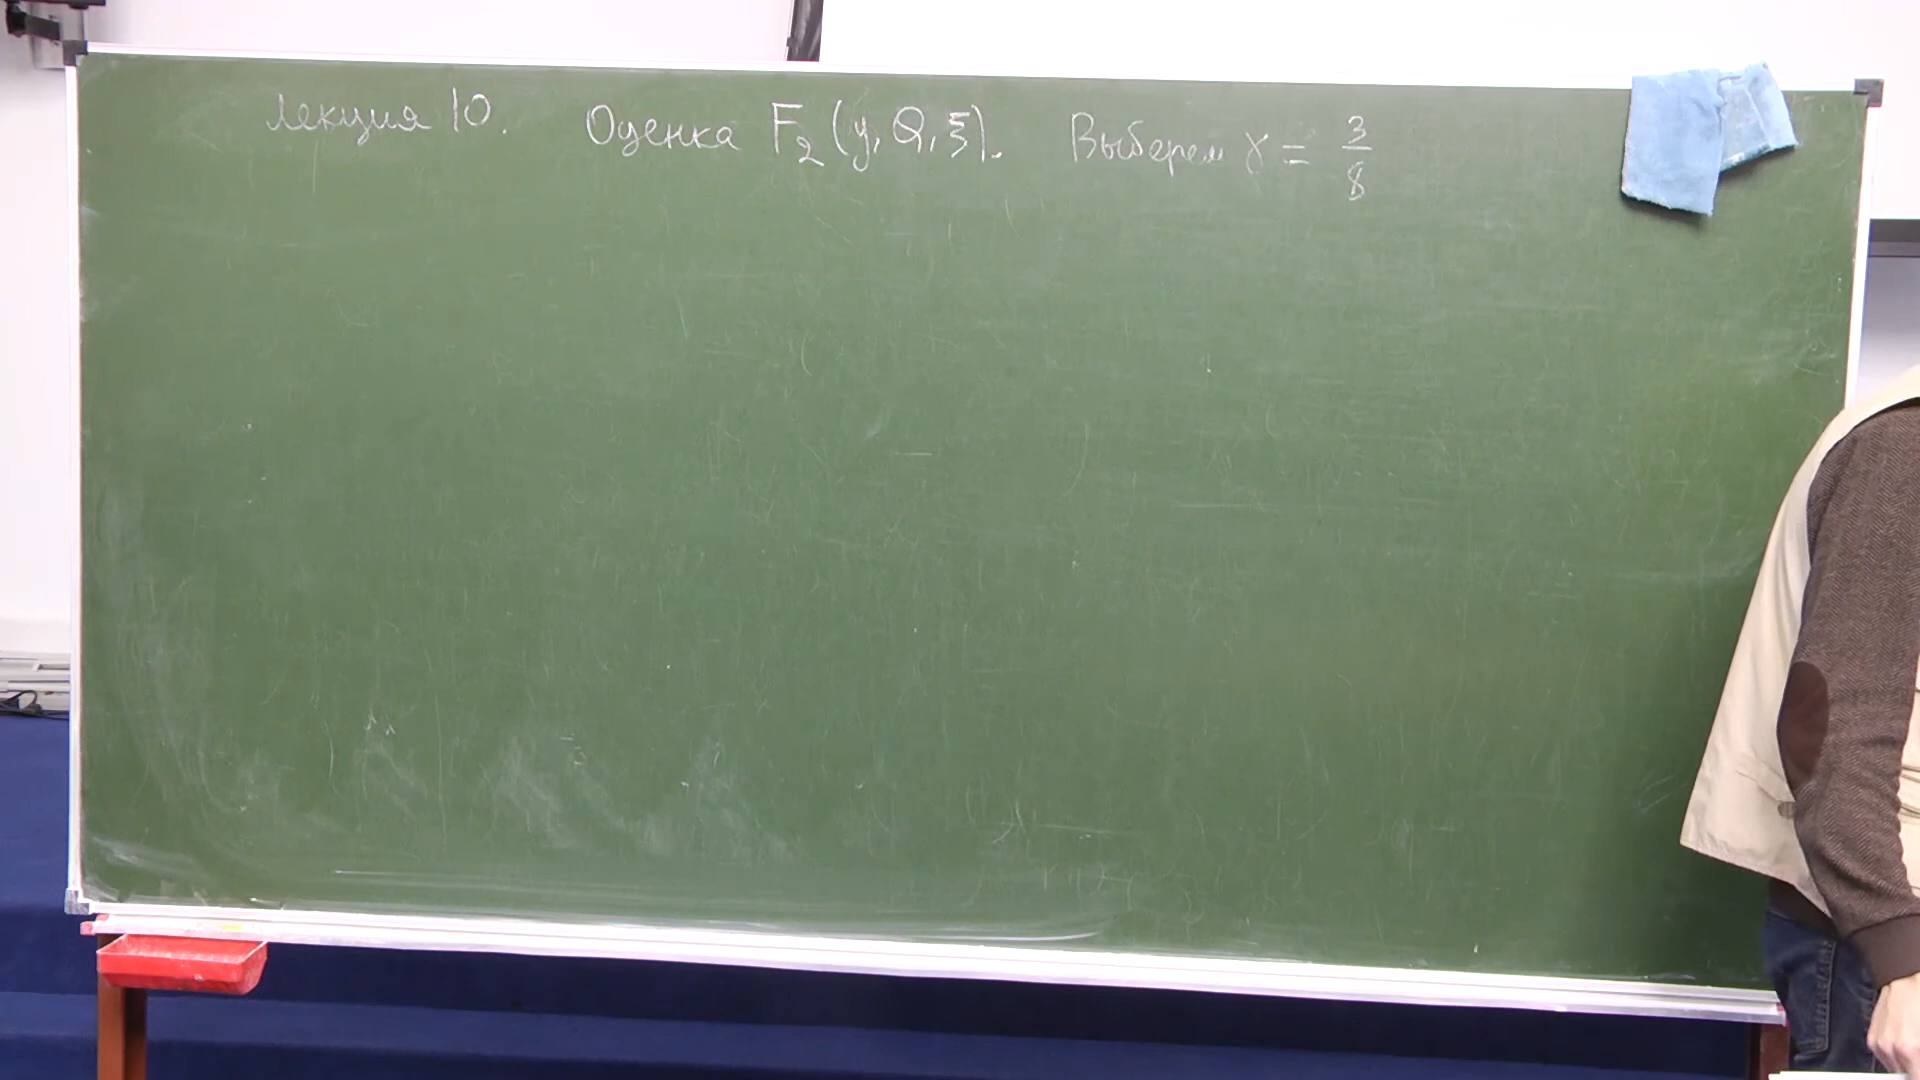 Лекция 10. Оценка F₂(y, Q, ξ). Выберем γ = 3/8